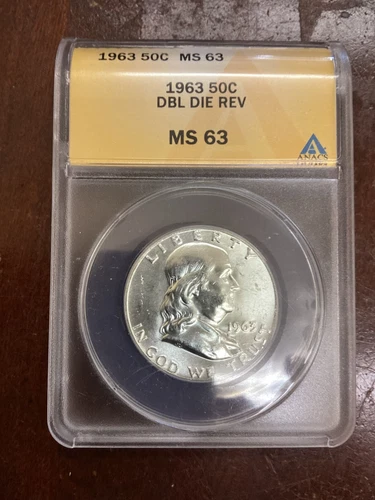 1963 50C MS 63
1963 50C
DBL DIE REV
MS 63
ANACS
LIBERTY
1963
IN GOD WE TRUST